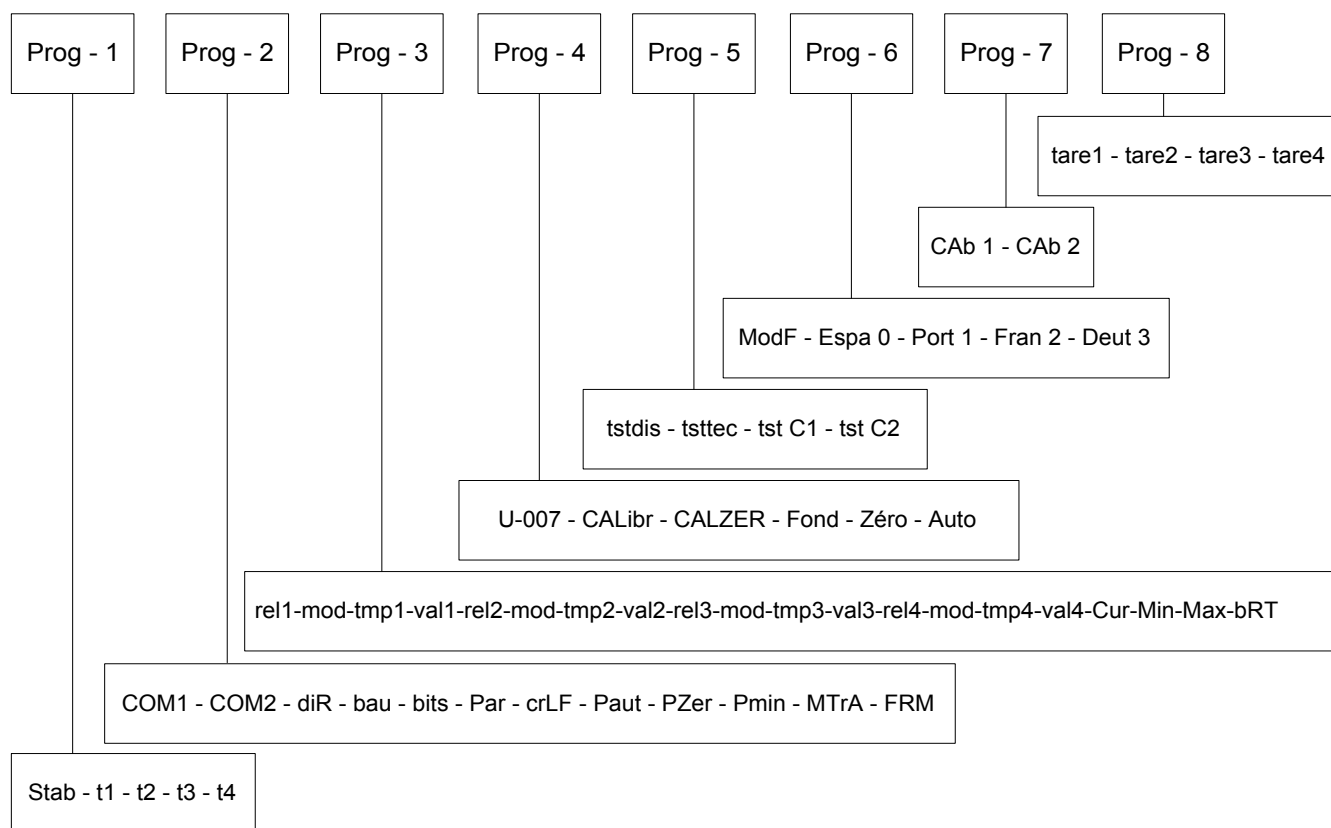 Prog - 1
Prog - 2
Prog - 3
Prog - 4
Prog - 5
Prog - 6
Prog - 7
Prog - 8
tare1 - tare2 - tare3 - tare4
CAb 1 - CAb 2
ModF - Espa 0 - Port 1 - Fran 2 - Deut 3
tstdis - tsttec - tst C1 - tst C2
U-007 - CALibr - CALZER - Fond - Zéro - Auto
rel1-mod-tmp1-val1-rel2-mod-tmp2-val2-rel3-mod-tmp3-val3-rel4-mod-tmp4-val4-Cur-Min-Max-bRT
COM1 - COM2 - diR - bau - bits - Par - crLF - Paut - PZer - Pmin - MTrA - FRM
Stab - t1 - t2 - t3 - t4